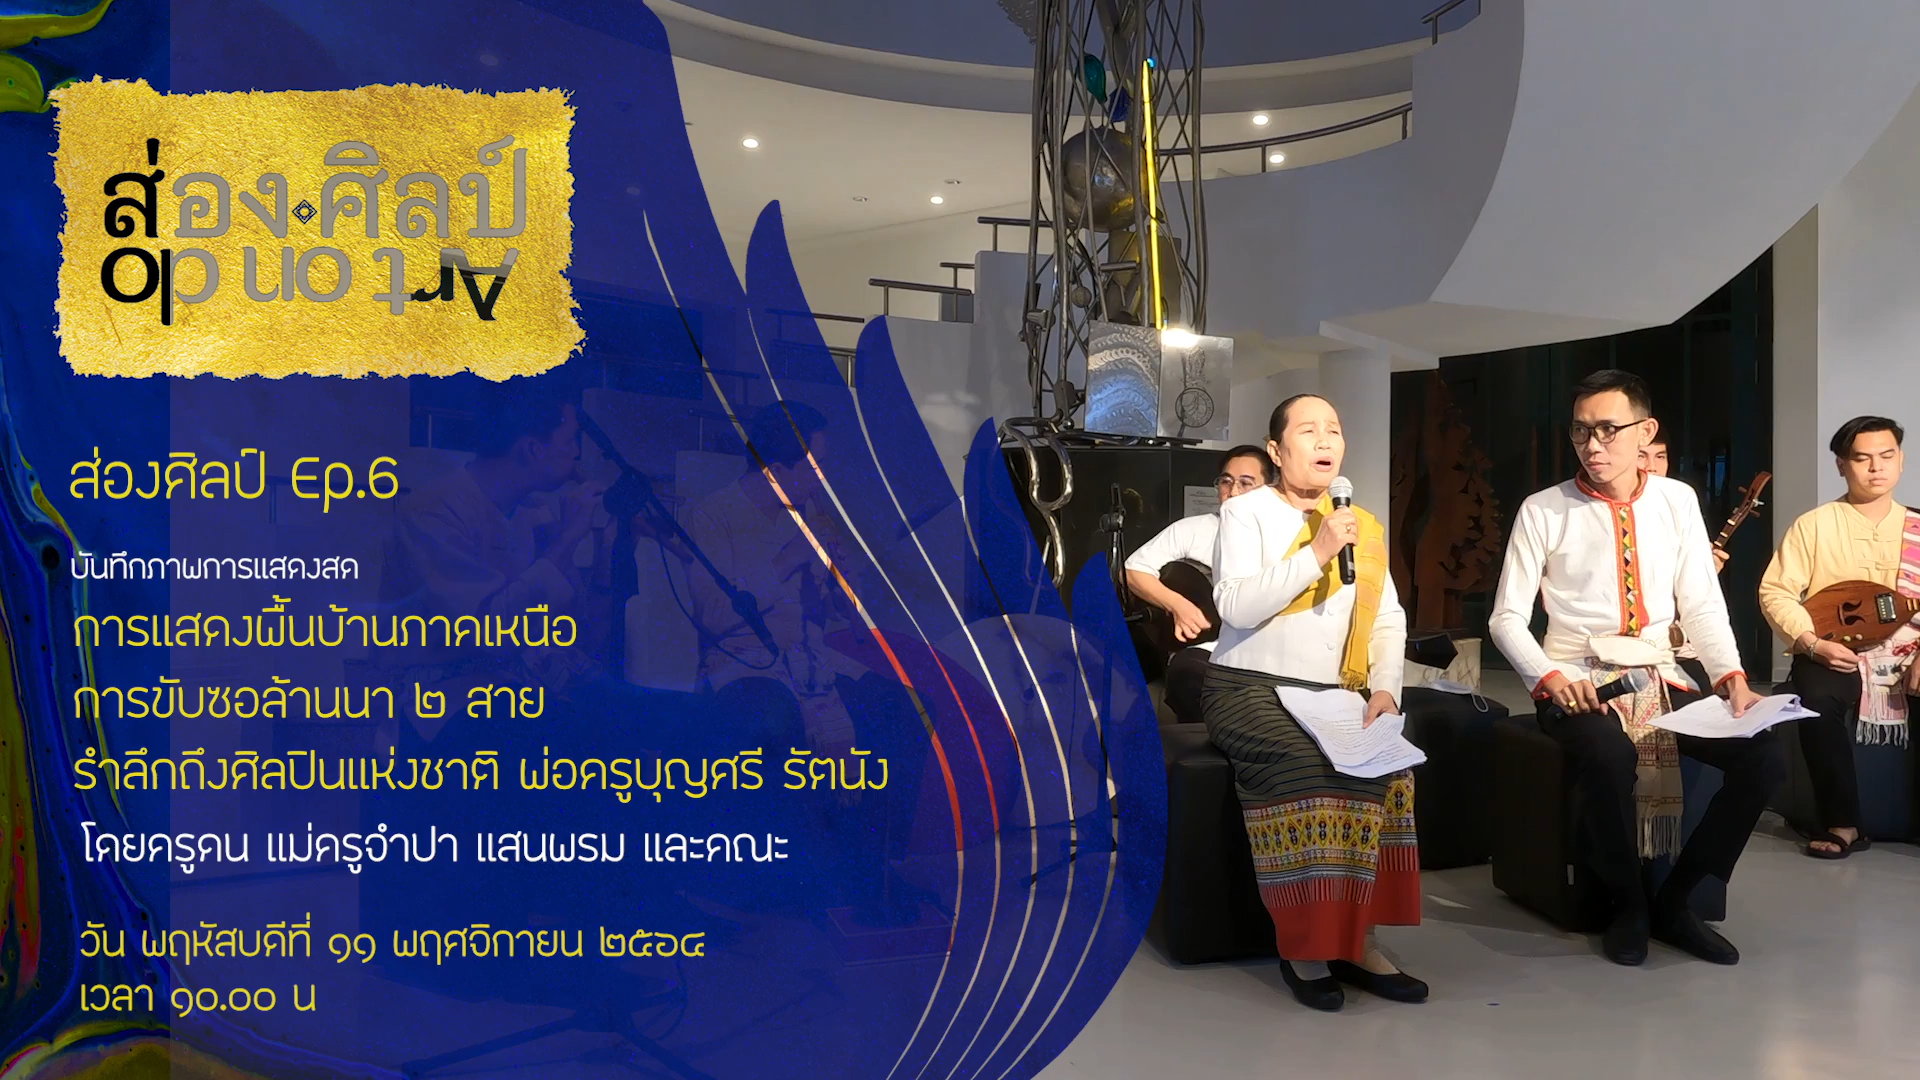 ส่อง ศิลป์
Art on do
ส่องศิลป์ Ep.6
บันทึกภาพการแสดงสด
การแสดงพื้นบ้านภาคเหนือ
การขับซอล้านนา ๒ สาย
รำลึกถึงศิลปินแห่งชาติ พ่อครูบุญศรี รัตนัง
โดยครูดน แม่ครูจำปา แสนพรม และคณะ
วัน พฤหัสบดีที่ ๑๑ พฤศจิกายน ๒๕๖๔
เวลา ๑๐.๐๐ น